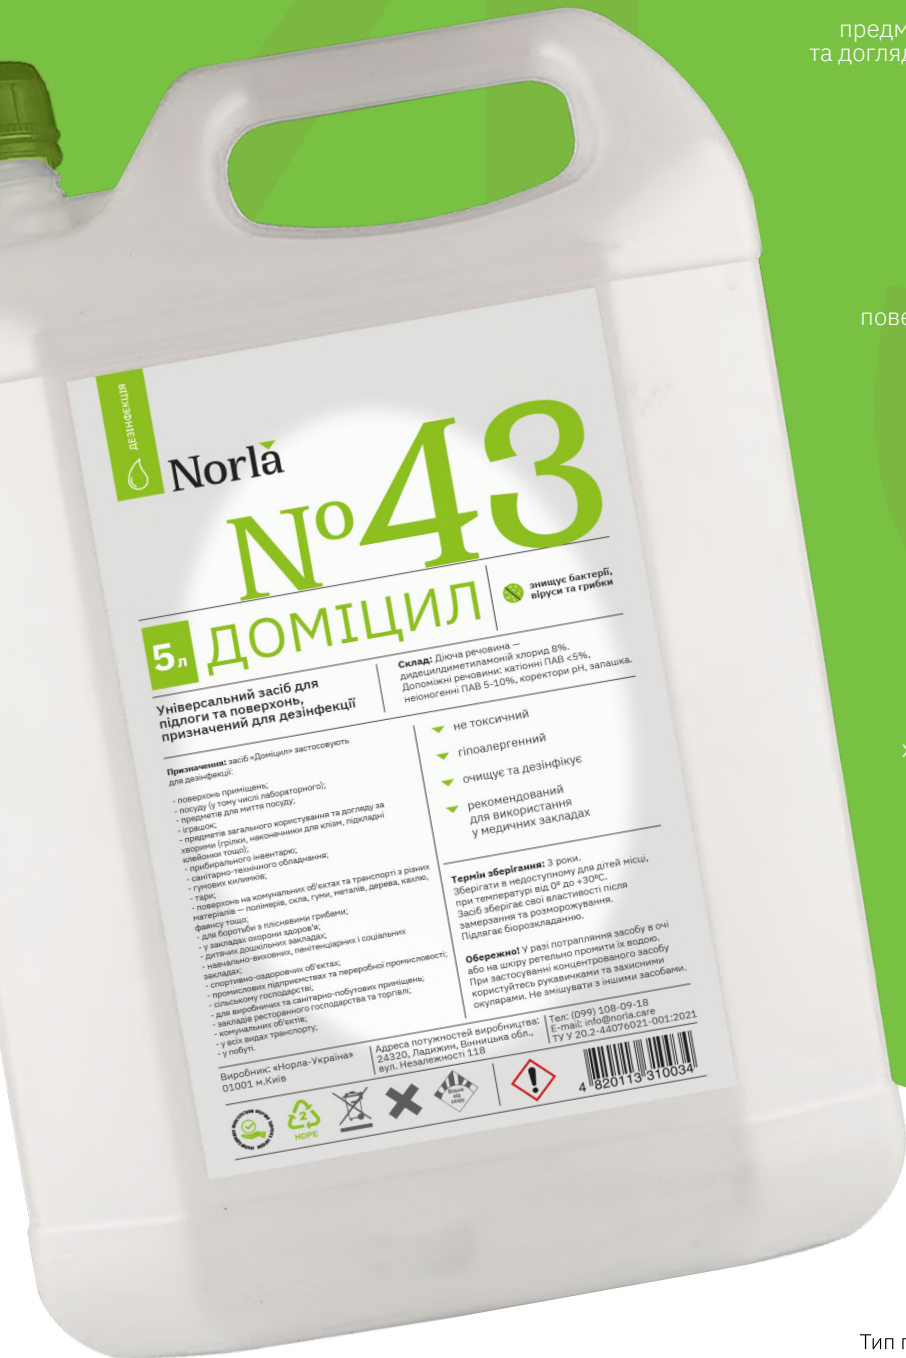 предм
та догляд
пове
Тип п
ДЕЗІНФЕКЦІЯ
Norla
№43
5л ДОМІЦИЛ
знищує бактерії,
віруси та грибки
Універсальний засіб для
підлоги та поверхонь,
призначений для дезінфекції
Склад: Діюча речовина —
дидецилдиметиламоній хлорид 8%.
Допоміжні речовини: катіонні ПАВ <5%,
неіоногенні ПАВ 5-10%, коректори pH, запашка.
Призначення: засіб «Доміцил» застосовують
для дезінфекції:
- поверхонь приміщень;
- посуду (у тому числі лабораторного);
- предметів для миття посуду;
- іграшок;
- предметів загального користування та догляду за
хворими (грілки, наконечники для клізм, підкладні
клейонки тощо);
- прибирального інвентарю;
- санітарно-технічного обладнання;
- гумових килимків;
- тари;
- поверхонь на комунальних об'єктах та транспорті з різних
матеріалів — полімерів, скла, гуми, металів, дерева, кахлю,
фаянсу тощо;
- для боротьби з пліснявими грибами;
- у закладах охорони здоров'я;
- дитячих дошкільних закладах;
- навчально-виховних, пенітенціарних і соціальних
закладах;
- спортивно-оздоровчих об'єктах;
- промислових підприємствах та переробної промисловості;
- сільському господарстві;
- для виробничих та санітарно-побутових приміщень;
- закладів ресторанного господарства та торгівлі;
- комунальних об'єктів;
- у всіх видах транспорту;
- у побуті.
не токсичний
гіпоалергенний
очищує та дезінфікує
рекомендований
для використання
у медичних закладах
Термін зберігання: 3 роки.
Зберігати в недоступному для дітей місці,
при температурі від 0° до +30°С.
Засіб зберігає свої властивості після
замерзання та розморожування.
Підлягає біорозкладанню.
Обережно! У разі потрапляння засобу в очі
або на шкіру ретельно промити їх водою,
При застосуванні концентрованого засобу
користуйтесь рукавичками та захисними
окулярами. Не змішувати з іншими засобами.
Виробник: «Норла-Україна»
01001 м.Київ
Адреса потужностей виробництва:
24320, Ладижин, Вінницька обл.,
вул. Незалежності 118
Тел: (099) 108-09-18
E-mail: info@norla.care
ТУ У 20.2-44076021-001:2021
2
HDPE
4 820113 310034